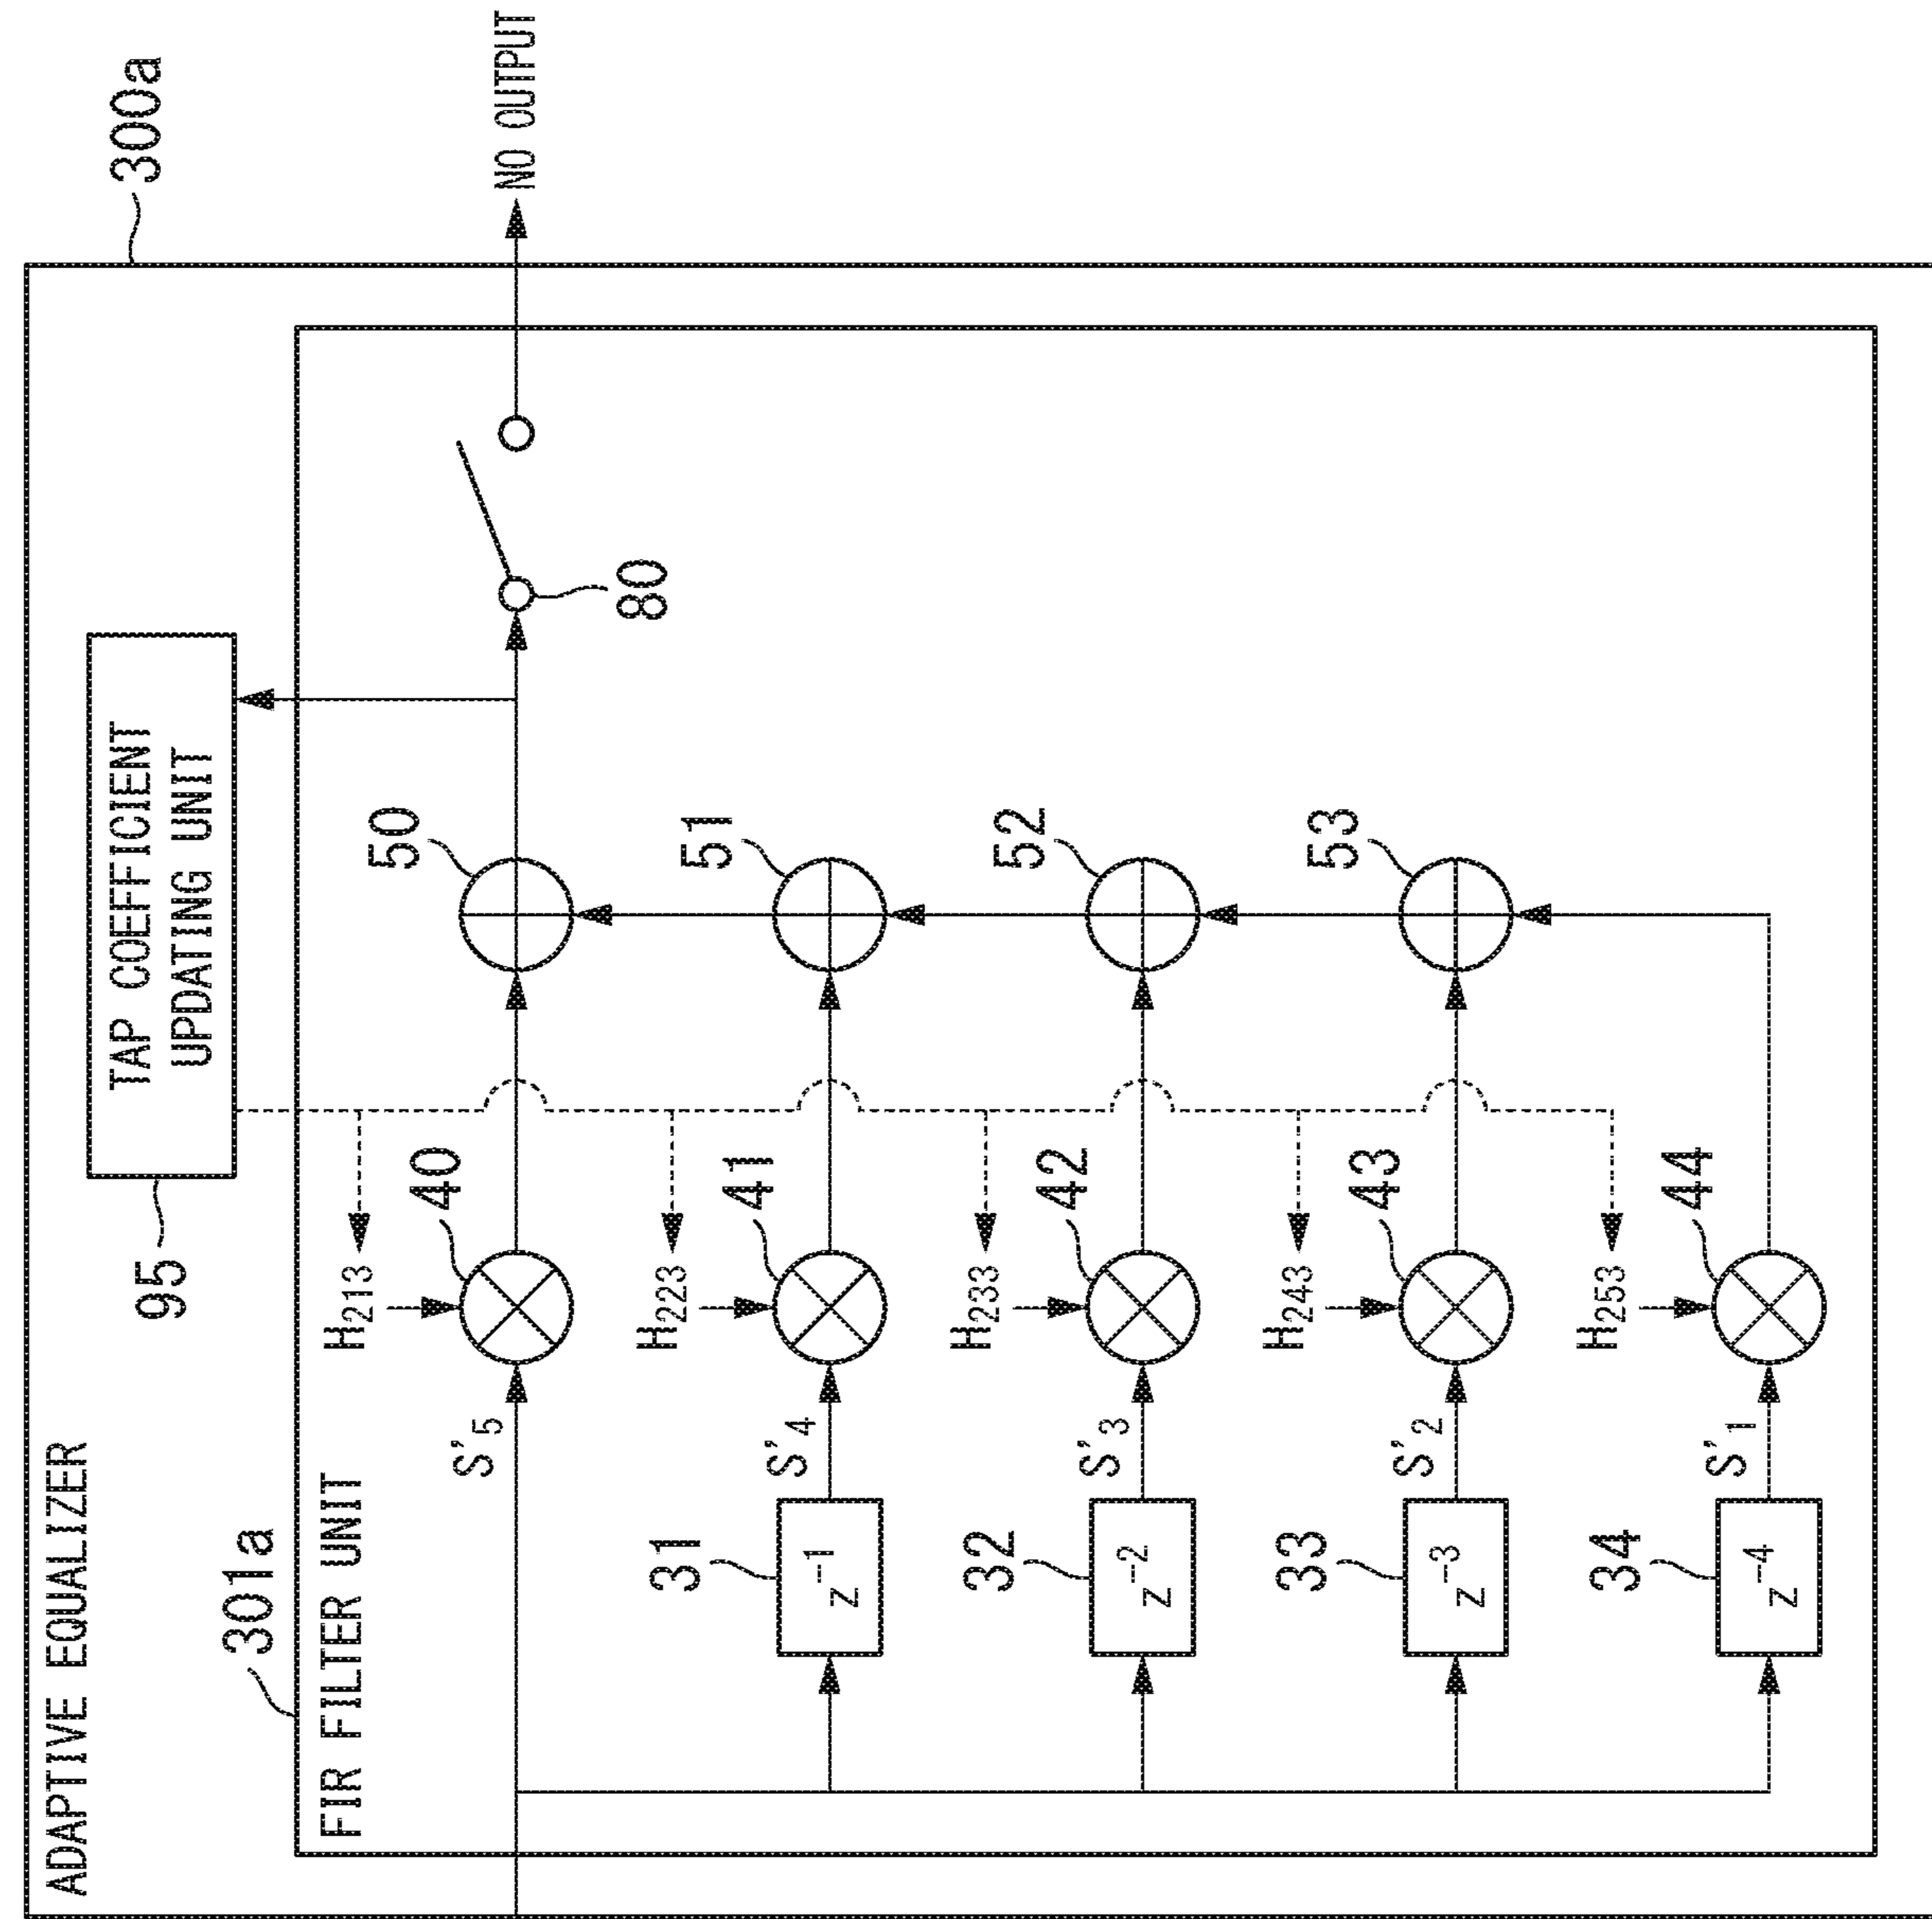 300a
ADAPTIVE EQUALIZER
95
TAP COEFFICIENT
UPDATING UNIT
301a
FIR FILTER UNIT
H213
40
50
S'5
80
NO OUTPUT
31
z⁻¹
S'4
H223
41
51
32
z⁻²
S'3
H233
42
52
33
z⁻³
S'2
H243
43
53
34
z⁻⁴
S'1
H253
44